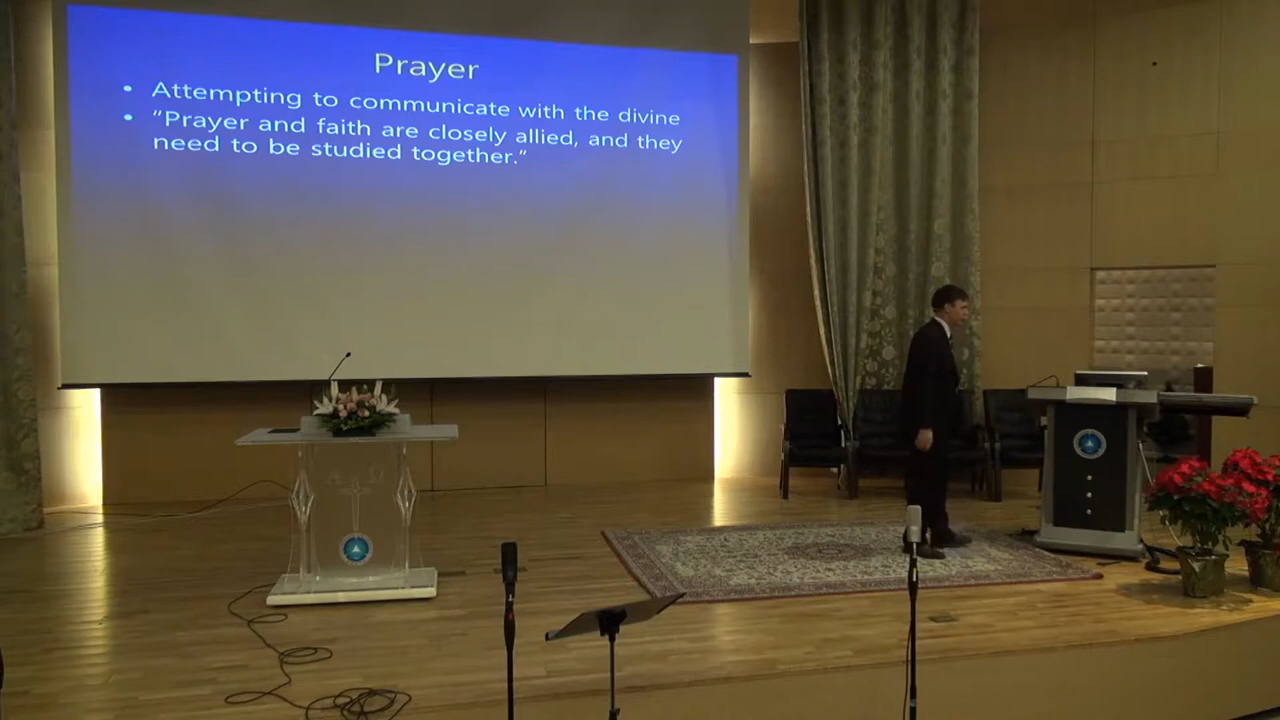 Prayer
• Attempting to communicate with the divine
• “Prayer and faith are closely allied, and they
need to be studied together.”